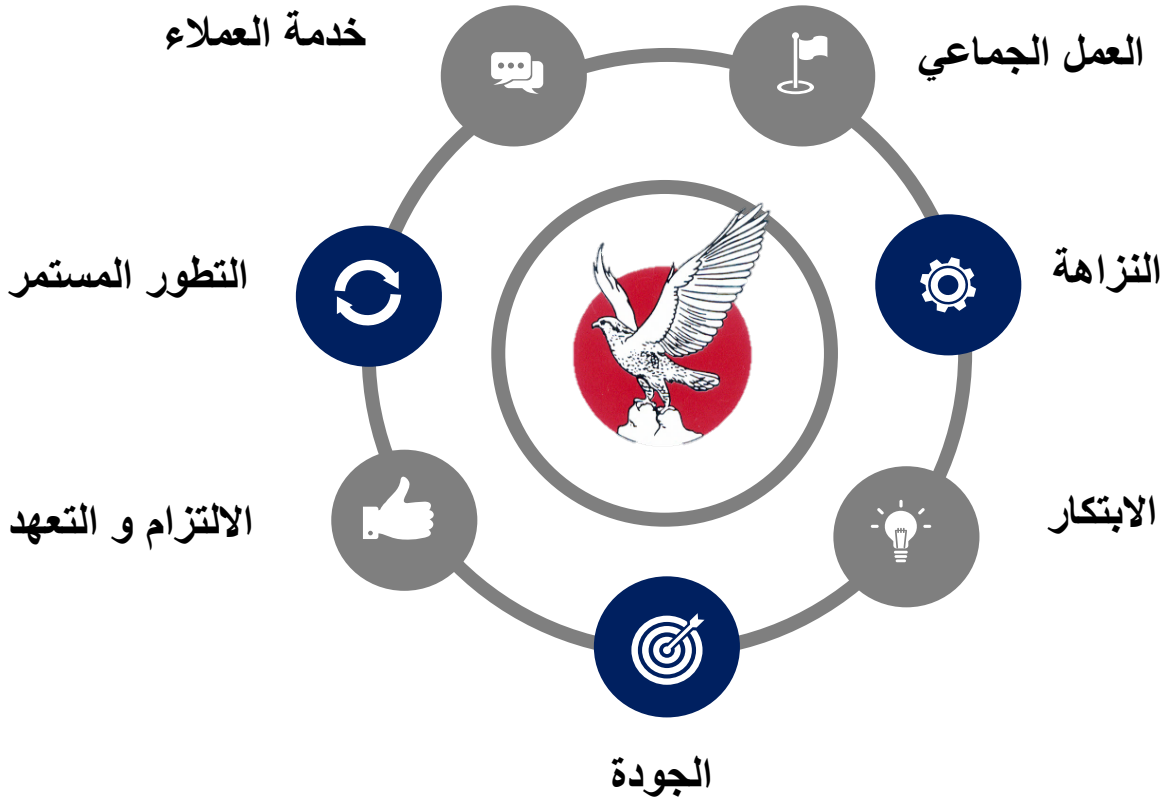 العمل الجماعي
خدمة العملاء
النزاهة
التطور المستمر
الابتكار
الالتزام و التعهد
الجودة